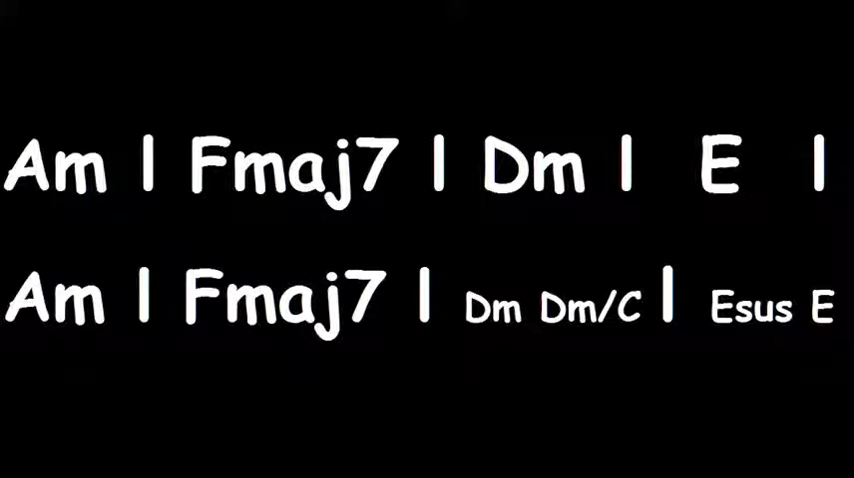 Am | Fmaj7 | Dm | E |
Am | Fmaj7 | Dm Dm/C | Esus E